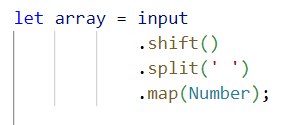 let array = input
.shift()
.split(' ')
.map(Number);